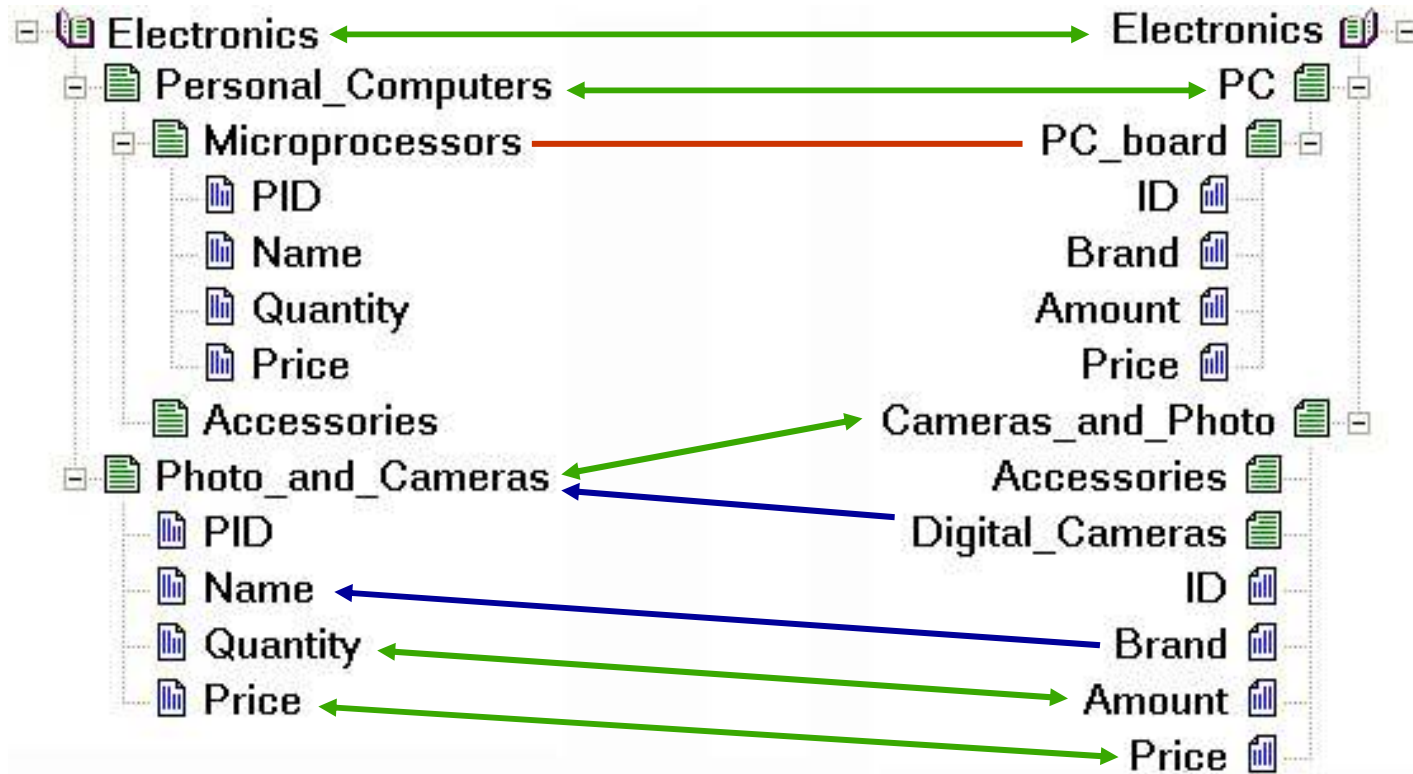 Electronics
Personal_Computers
Microprocessors
PID
Name
Quantity
Price
Accessories
Photo_and_Cameras
PID
Name
Quantity
Price
Electronics
PC
PC_board
ID
Brand
Amount
Price
Cameras_and_Photo
Accessories
Digital_Cameras
ID
Brand
Amount
Price